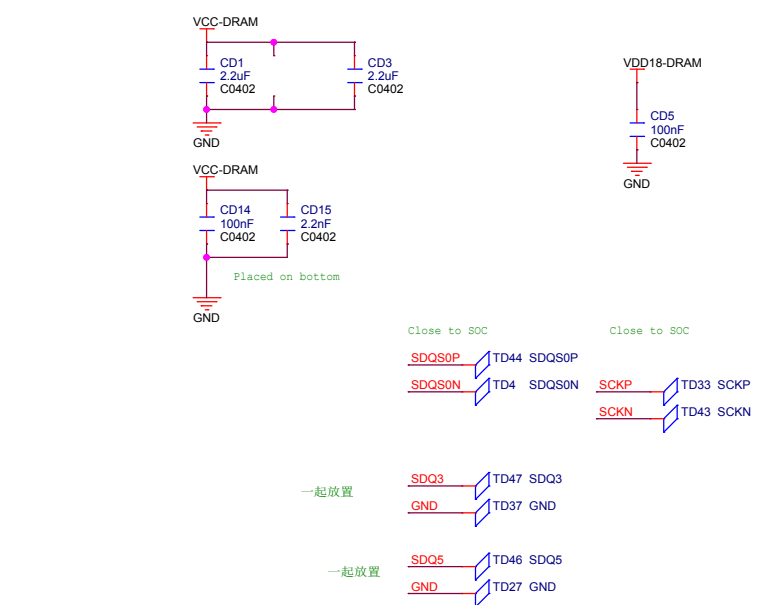 VCC-DRAM
CD1
2.2uF
C0402
CD3
2.2uF
C0402
GND
VDD18-DRAM
CD5
100nF
C0402
GND
VCC-DRAM
CD14
100nF
C0402
CD15
2.2nF
C0402
Placed on bottom
GND
Close to SOC
Close to SOC
SDQS0P TD44 SDQS0P
SDQS0N TD4 SDQS0N
SCKP TD33 SCKP
SCKN TD43 SCKN
一起放置
SDQ3 TD47 SDQ3
GND TD37 GND
一起放置
SDQ5 TD46 SDQ5
GND TD27 GND